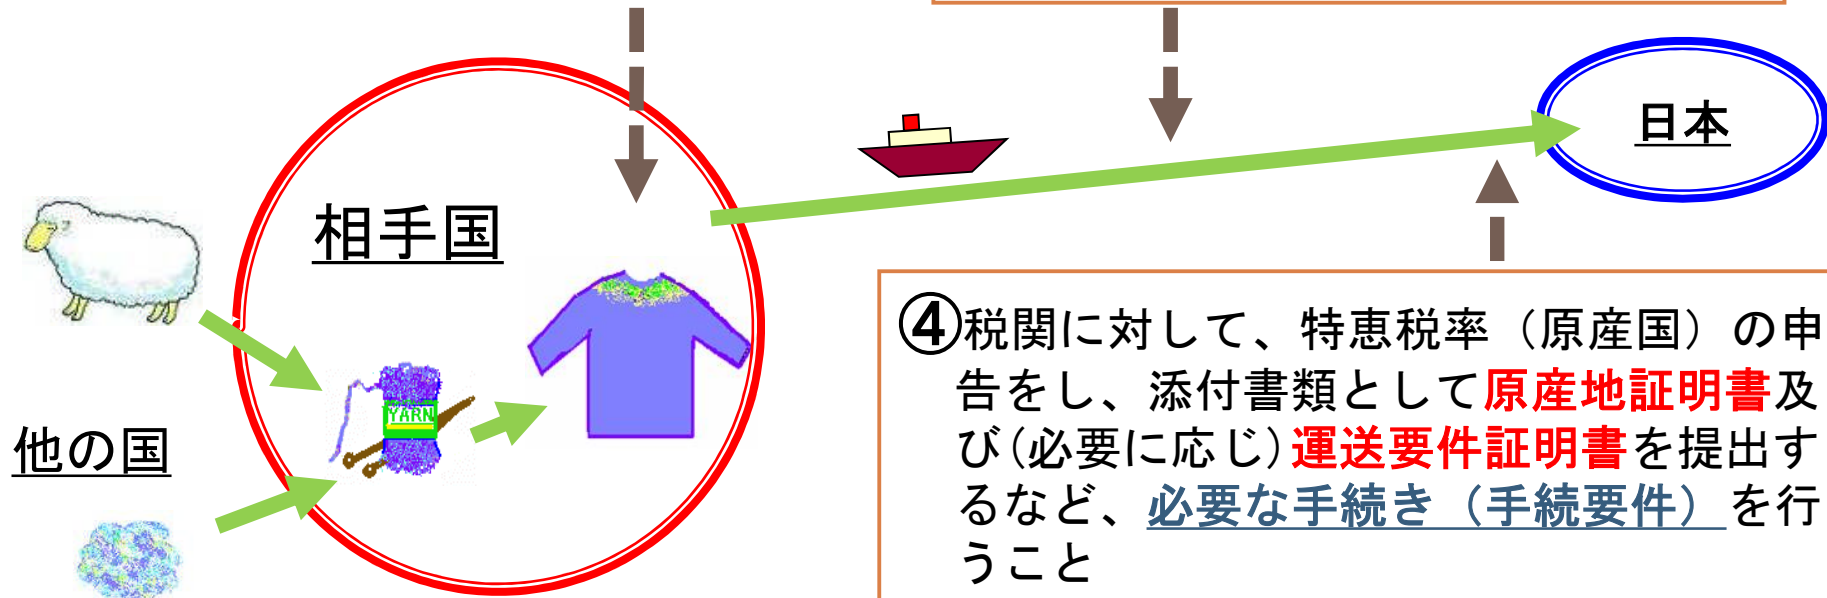 日本
相手国
④税関に対して、特恵税率（原産国）の申
告をし、添付書類として原産地証明書及
び(必要に応じ)運送要件証明書を提出す
るなど、必要な手続き（手続要件）を行
うこと
YARN
他の国